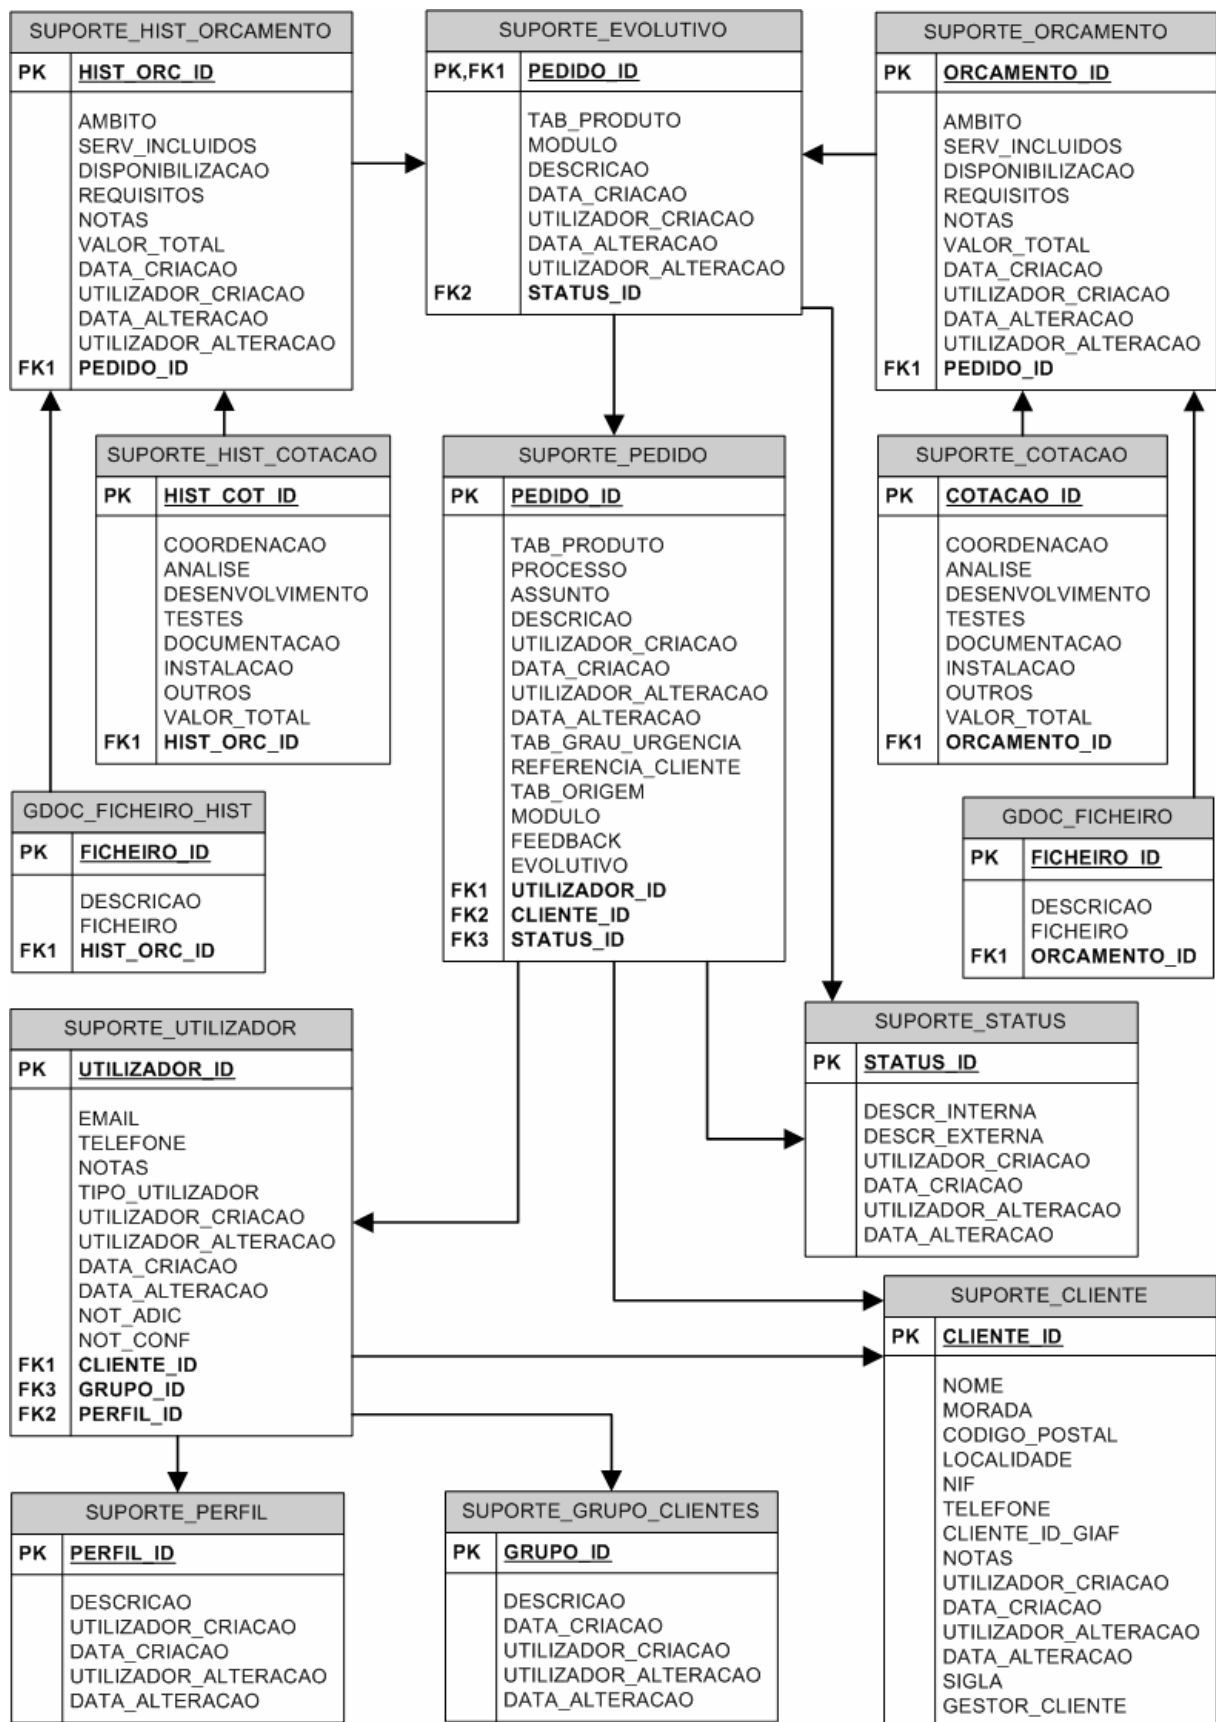 SUPORTE_HIST_ORCAMENTO
PK HIST_ORC_ID
AMBITO
SERV_INCLUIDOS
DISPONIBILIZACAO
REQUISITOS
NOTAS
VALOR_TOTAL
DATA_CRIACAO
UTILIZADOR_CRIACAO
DATA_ALTERACAO
UTILIZADOR_ALTERACAO
FK1 PEDIDO_ID
SUPORTE_EVOLUTIVO
PK,FK1 PEDIDO_ID
TAB_PRODUTO
MODULO
DESCRICAO
DATA_CRIACAO
UTILIZADOR_CRIACAO
DATA_ALTERACAO
UTILIZADOR_ALTERACAO
FK2 STATUS_ID
SUPORTE_ORCAMENTO
PK ORCAMENTO_ID
AMBITO
SERV_INCLUIDOS
DISPONIBILIZACAO
REQUISITOS
NOTAS
VALOR_TOTAL
DATA_CRIACAO
UTILIZADOR_CRIACAO
DATA_ALTERACAO
UTILIZADOR_ALTERACAO
FK1 PEDIDO_ID
SUPORTE_HIST_COTACAO
PK HIST_COT_ID
COORDENACAO
ANALISE
DESENVOLVIMENTO
TESTES
DOCUMENTACAO
INSTALACAO
OUTROS
VALOR_TOTAL
FK1 HIST_ORC_ID
SUPORTE_PEDIDO
PK PEDIDO_ID
TAB_PRODUTO
PROCESSO
ASSUNTO
DESCRICAO
UTILIZADOR_CRIACAO
DATA_CRIACAO
UTILIZADOR_ALTERACAO
DATA_ALTERACAO
TAB_GRAU_URGENCIA
REFERENCIA_CLIENTE
TAB_ORIGEM
MODULO
FEEDBACK
EVOLUTIVO
FK1 UTILIZADOR_ID
FK2 CLIENTE_ID
FK3 STATUS_ID
SUPORTE_COTACAO
PK COTACAO_ID
COORDENACAO
ANALISE
DESENVOLVIMENTO
TESTES
DOCUMENTACAO
INSTALACAO
OUTROS
VALOR_TOTAL
FK1 ORCAMENTO_ID
GDOC_FICHEIRO_HIST
PK FICHEIRO_ID
DESCRICAO
FICHEIRO
FK1 HIST_ORC_ID
GDOC_FICHEIRO
PK FICHEIRO_ID
DESCRICAO
FICHEIRO
FK1 ORCAMENTO_ID
SUPORTE_UTILIZADOR
PK UTILIZADOR_ID
EMAIL
TELEFONE
NOTAS
TIPO_UTILIZADOR
UTILIZADOR_CRIACAO
UTILIZADOR_ALTERACAO
DATA_CRIACAO
DATA_ALTERACAO
NOT_ADIC
NOT_CONF
FK1 CLIENTE_ID
FK3 GRUPO_ID
FK2 PERFIL_ID
SUPORTE_STATUS
PK STATUS_ID
DESCR_INTERNA
DESCR_EXTERNA
UTILIZADOR_CRIACAO
DATA_CRIACAO
UTILIZADOR_ALTERACAO
DATA_ALTERACAO
SUPORTE_CLIENTE
PK CLIENTE_ID
NOME
MORADA
CODIGO_POSTAL
LOCALIDADE
NIF
TELEFONE
CLIENTE_ID_GIAF
NOTAS
UTILIZADOR_CRIACAO
DATA_CRIACAO
UTILIZADOR_ALTERACAO
DATA_ALTERACAO
SIGLA
GESTOR_CLIENTE
SUPORTE_PERFIL
PK PERFIL_ID
DESCRICAO
UTILIZADOR_CRIACAO
DATA_CRIACAO
UTILIZADOR_ALTERACAO
DATA_ALTERACAO
SUPORTE_GRUPO_CLIENTES
PK GRUPO_ID
DESCRICAO
DATA_CRIACAO
UTILIZADOR_CRIACAO
UTILIZADOR_ALTERACAO
DATA_ALTERACAO